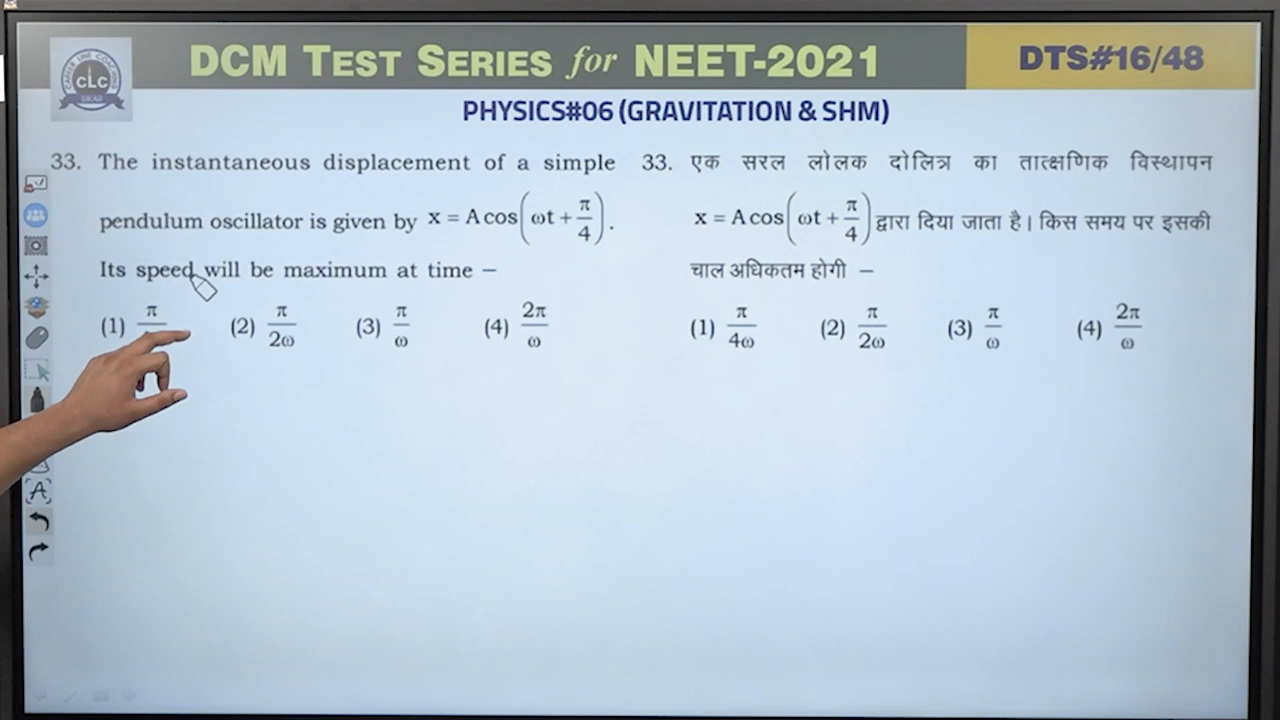 DCM TEST SERIES for NEET-2021
DTS#16/48
CLC
SIKAR
PHYSICS#06 (GRAVITATION & SHM)
33. The instantaneous displacement of a simple
pendulum oscillator is given by x = A cos(ωt + π/4).
Its speed will be maximum at time –
(1) π (2) π/2ω (3) π/ω (4) 2π/ω
33. एक सरल लोलक दोलित्र का तात्क्षणिक विस्थापन
x = A cos(ωt + π/4) द्वारा दिया जाता है। किस समय पर इसकी
चाल अधिकतम होगी –
(1) π/4ω (2) π/2ω (3) π/ω (4) 2π/ω
A